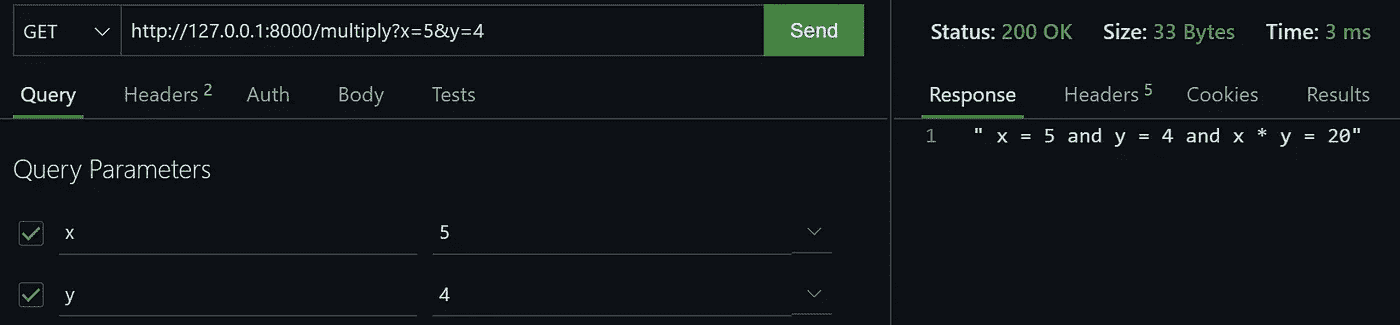 GET http://127.0.0.1:8000/multiply?x=5&y=4 Send
Query Headers 2 Auth Body Tests
Query Parameters
x 5
y 4
Status: 200 OK Size: 33 Bytes Time: 3 ms
Response Headers 5 Cookies Results
1 " x = 5 and y = 4 and x * y = 20"